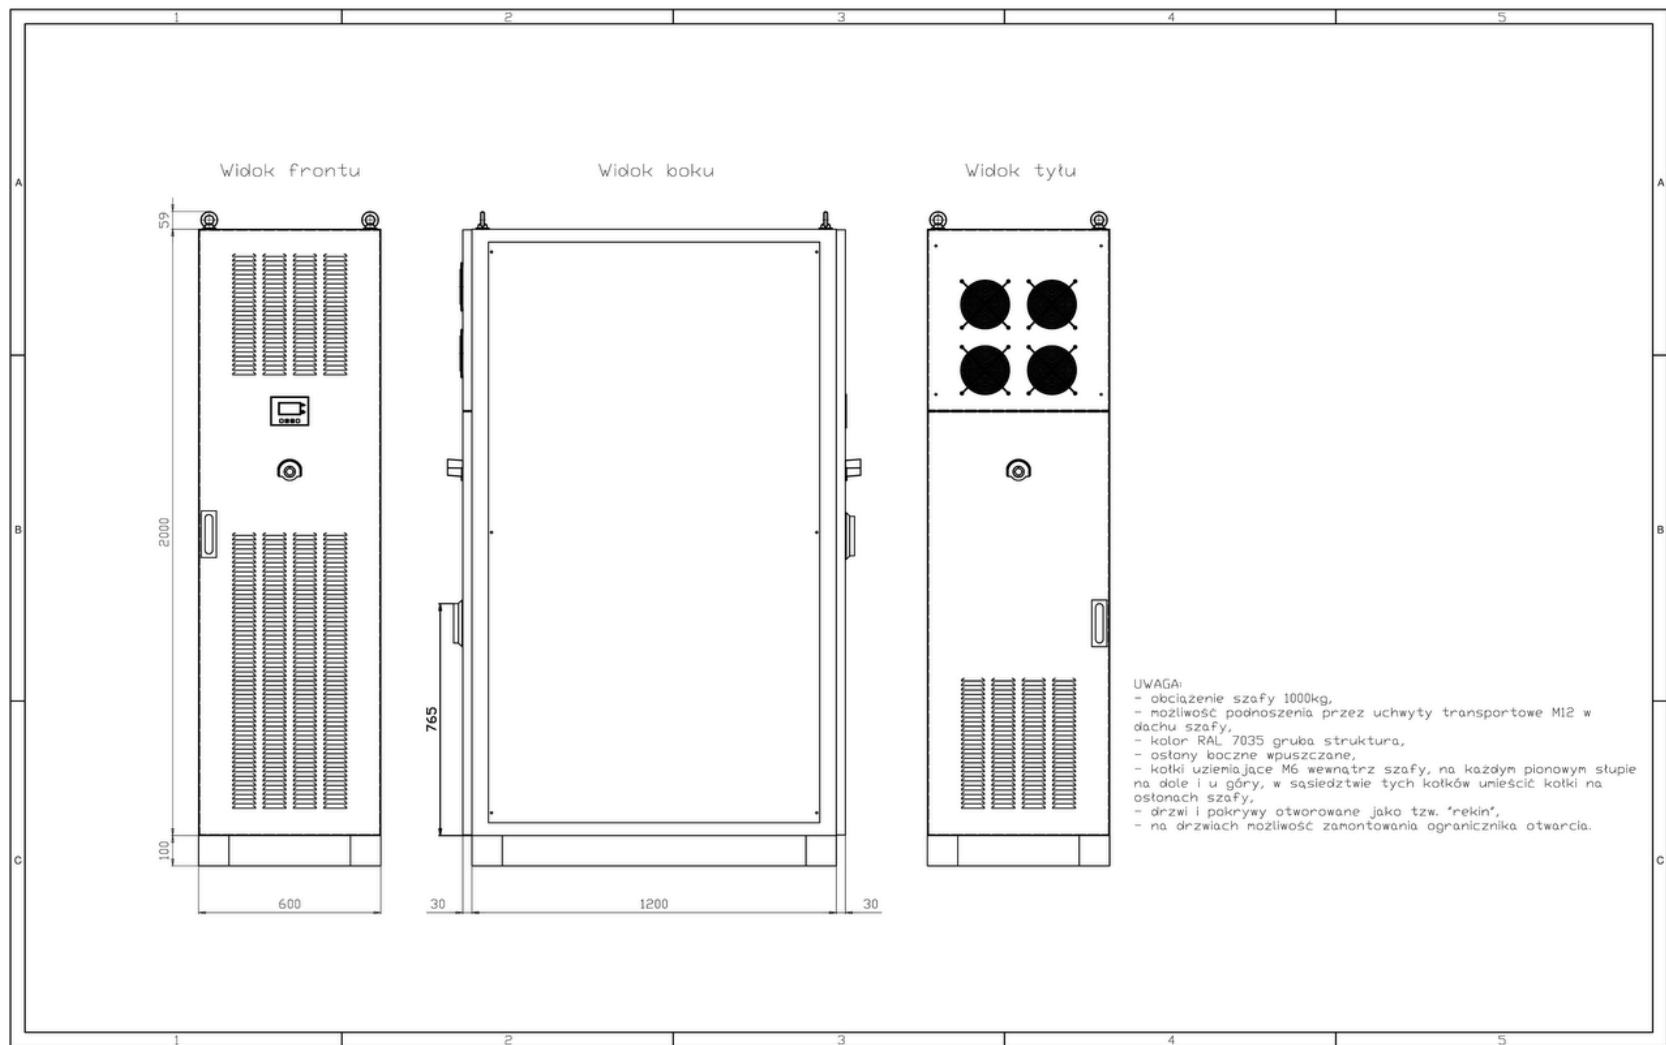 1 2 3 4 5
Widok frontu Widok boku Widok tyłu
A A
59
2000
B B
765
UWAGA:
- obciążenie szafy 1000kg,
- możliwość podnoszenia przez uchwyty transportowe M12 w
dachu szafy,
- kolor RAL 7035 gruba struktura,
- osłony boczne wpuszczane,
- kołki uziemiające M6 wewnątrz szafy, na każdym pionowym słupie
na dole i u góry, w sąsiedztwie tych kołków umieścić kołki na
osłonach szafy,
- drzwi i pokrywy otworowane jako tzw. "rekin",
- na drzwiach możliwość zamontowania ogranicznika otwarcia.
100
C C
600 30 1200 30
1 2 3 4 5